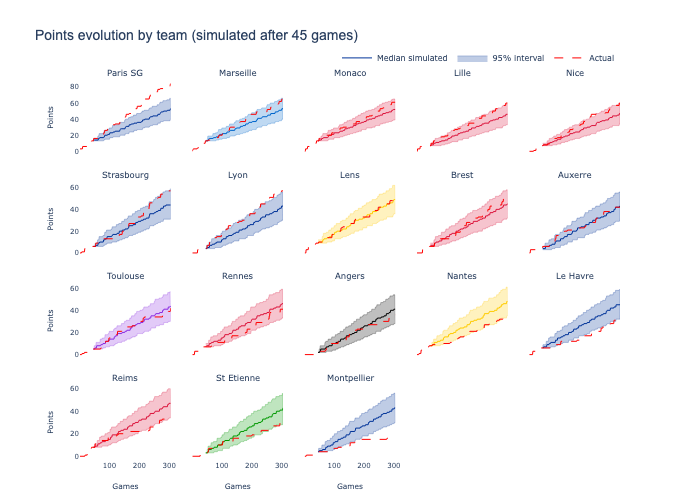 Points evolution by team (simulated after 45 games)
Median simulated 95% interval Actual
Paris SG Marseille Monaco Lille Nice
80
60
40
20
0
Points
Strasbourg Lyon Lens Brest Auxerre
60
40
20
0
Points
Toulouse Rennes Angers Nantes Le Havre
60
40
20
0
Points
Reims St Etienne Montpellier
60
40
20
0
Points
100 200 300 100 200 300 100 200 300
Games Games Games